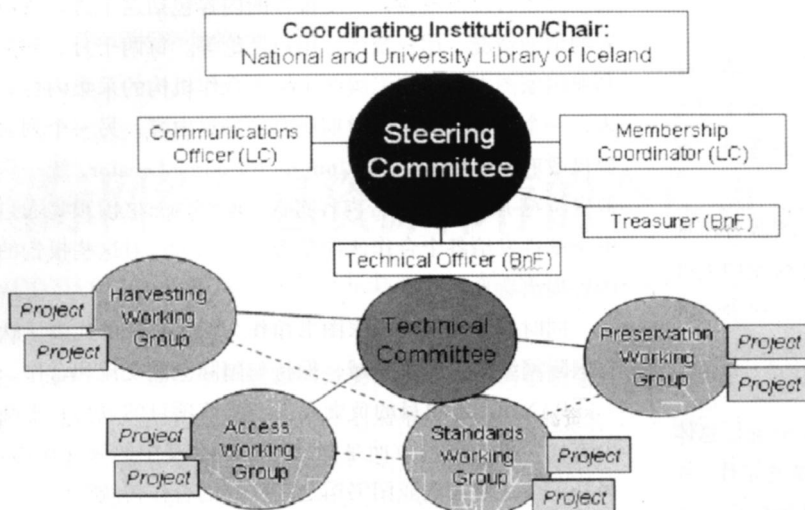 Coordinating Institution/Chair:
National and University Library of Iceland
Communications
Officer (LC)
Steering
Committee
Membership
Coordinator (LC)
Treasurer (BnF)
Technical Officer (BnF)
Harvesting
Working
Group
Project
Project
Technical
Committee
Preservation
Working
Group
Project
Project
Access
Working
Group
Project
Project
Standards
Working
Group
Project
Project